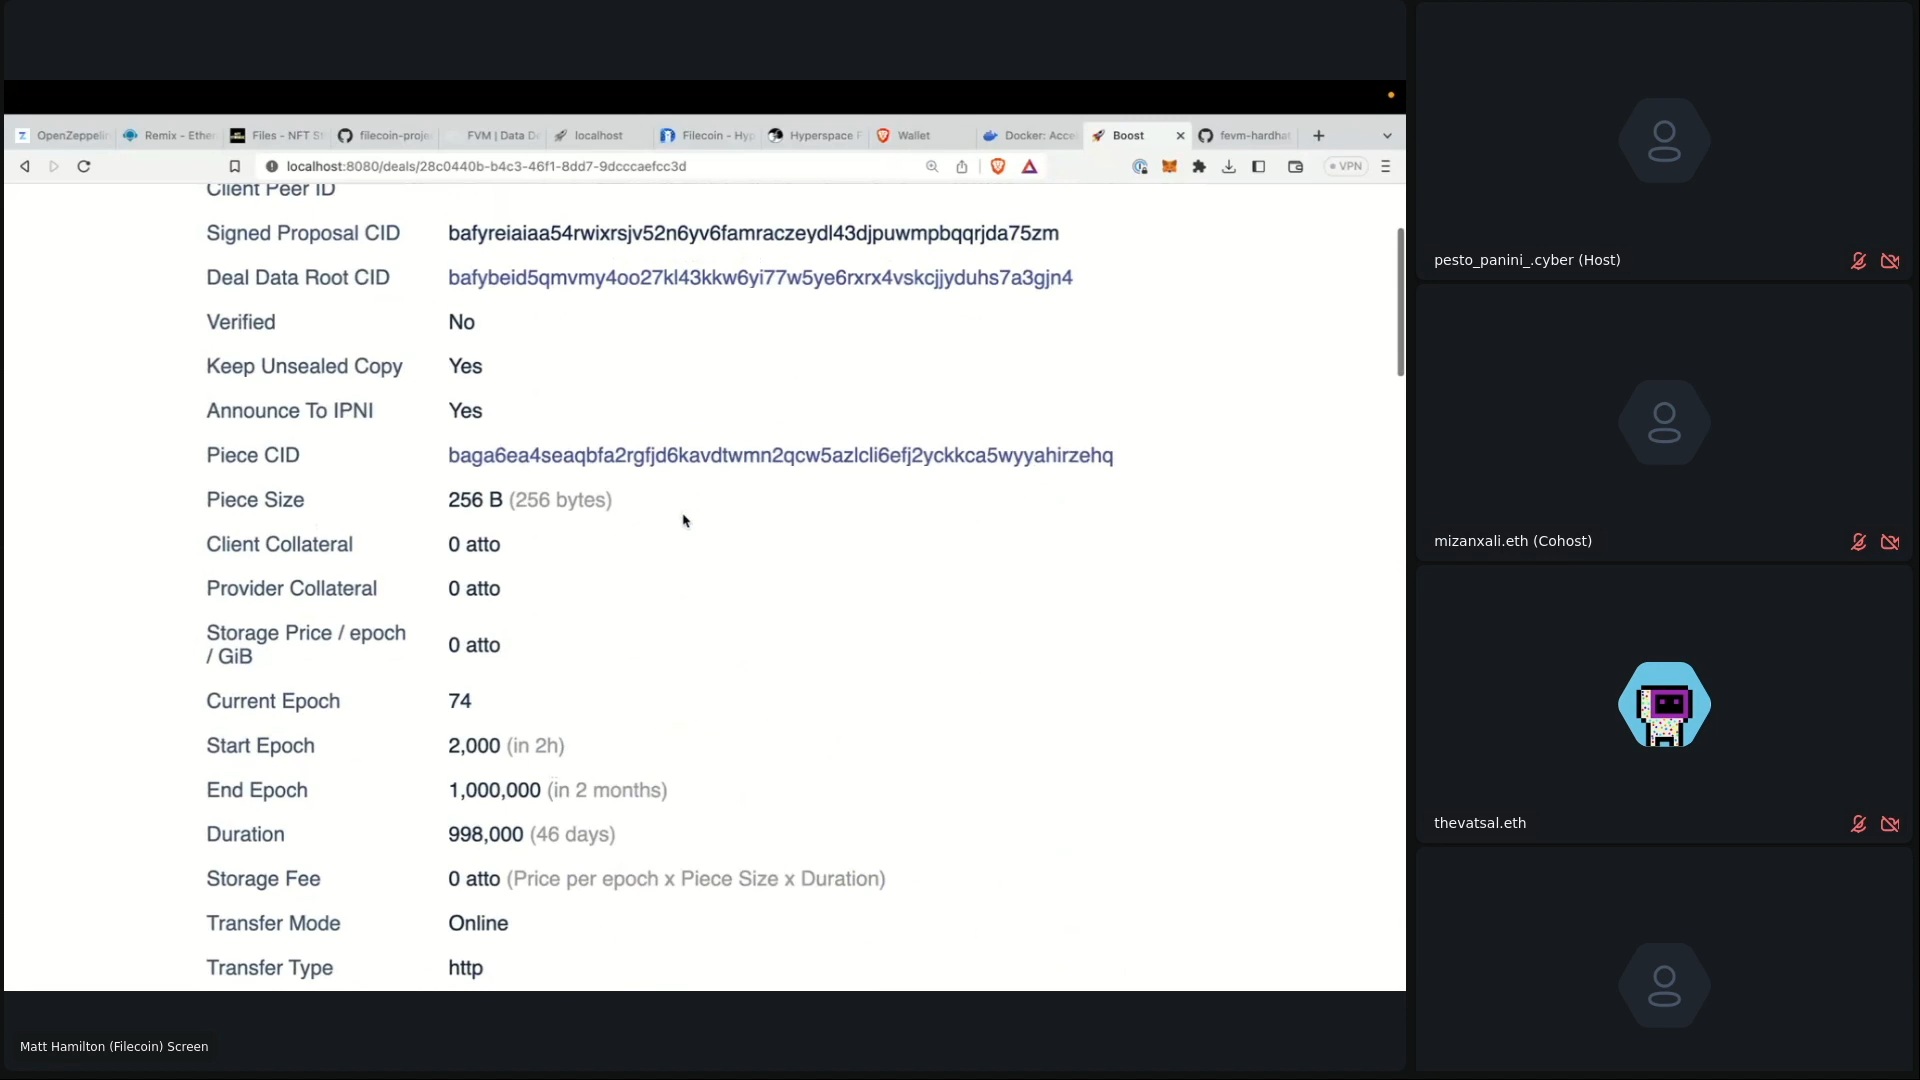 OpenZeppelin
Remix - Ether
Files - NFT St
filecoin-proje
FVM | Data De
localhost
Filecoin - Hyp
Hyperspace F
Wallet
Docker: Acce
Boost
fevm-hardhat
localhost:8080/deals/28c0440b-b4c3-46f1-8dd7-9dcccaefcc3d
VPN
Client Peer ID
Signed Proposal CID bafyreiaiaa54rwixrsjv52n6yv6famraczeydl43djpuwmpbqqrjda75zm
Deal Data Root CID bafybeid5qmvmy4oo27kl43kkw6yi77w5ye6rxrx4vskcjjyduhs7a3gjn4
Verified No
Keep Unsealed Copy Yes
Announce To IPNI Yes
Piece CID baga6ea4seaqbfa2rgfjd6kavdtwmn2qcw5azlcli6efj2yckkca5wyyahirzehq
Piece Size 256 B (256 bytes)
Client Collateral 0 atto
Provider Collateral 0 atto
Storage Price / epoch
/ GiB 0 atto
Current Epoch 74
Start Epoch 2,000 (in 2h)
End Epoch 1,000,000 (in 2 months)
Duration 998,000 (46 days)
Storage Fee 0 atto (Price per epoch x Piece Size x Duration)
Transfer Mode Online
Transfer Type http
Matt Hamilton (Filecoin) Screen
pesto_panini_.cyber (Host)
mizanxali.eth (Cohost)
thevatsal.eth